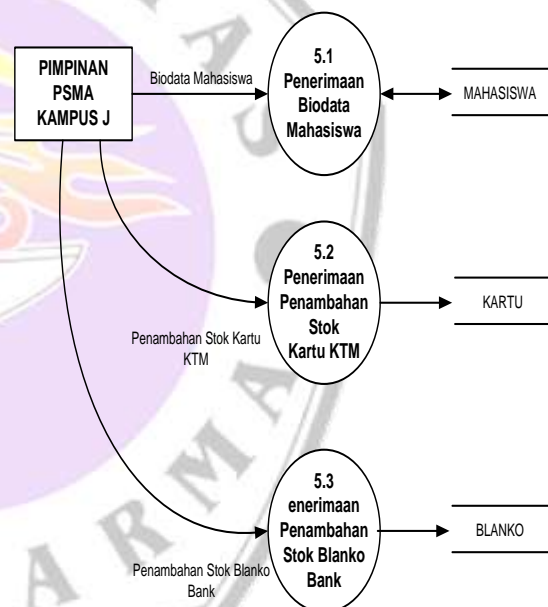 PIMPINAN
PSMA
KAMPUS J
Biodata Mahasiswa
5.1
Penerimaan
Biodata
Mahasiswa
MAHASISWA
5.2
Penerimaan
Penambahan
Stok
Kartu KTM
KARTU
Penambahan Stok Kartu
KTM
5.3
enerimaan
Penambahan
Stok Blanko
Bank
BLANKO
Penambahan Stok Blanko
Bank
ARMA